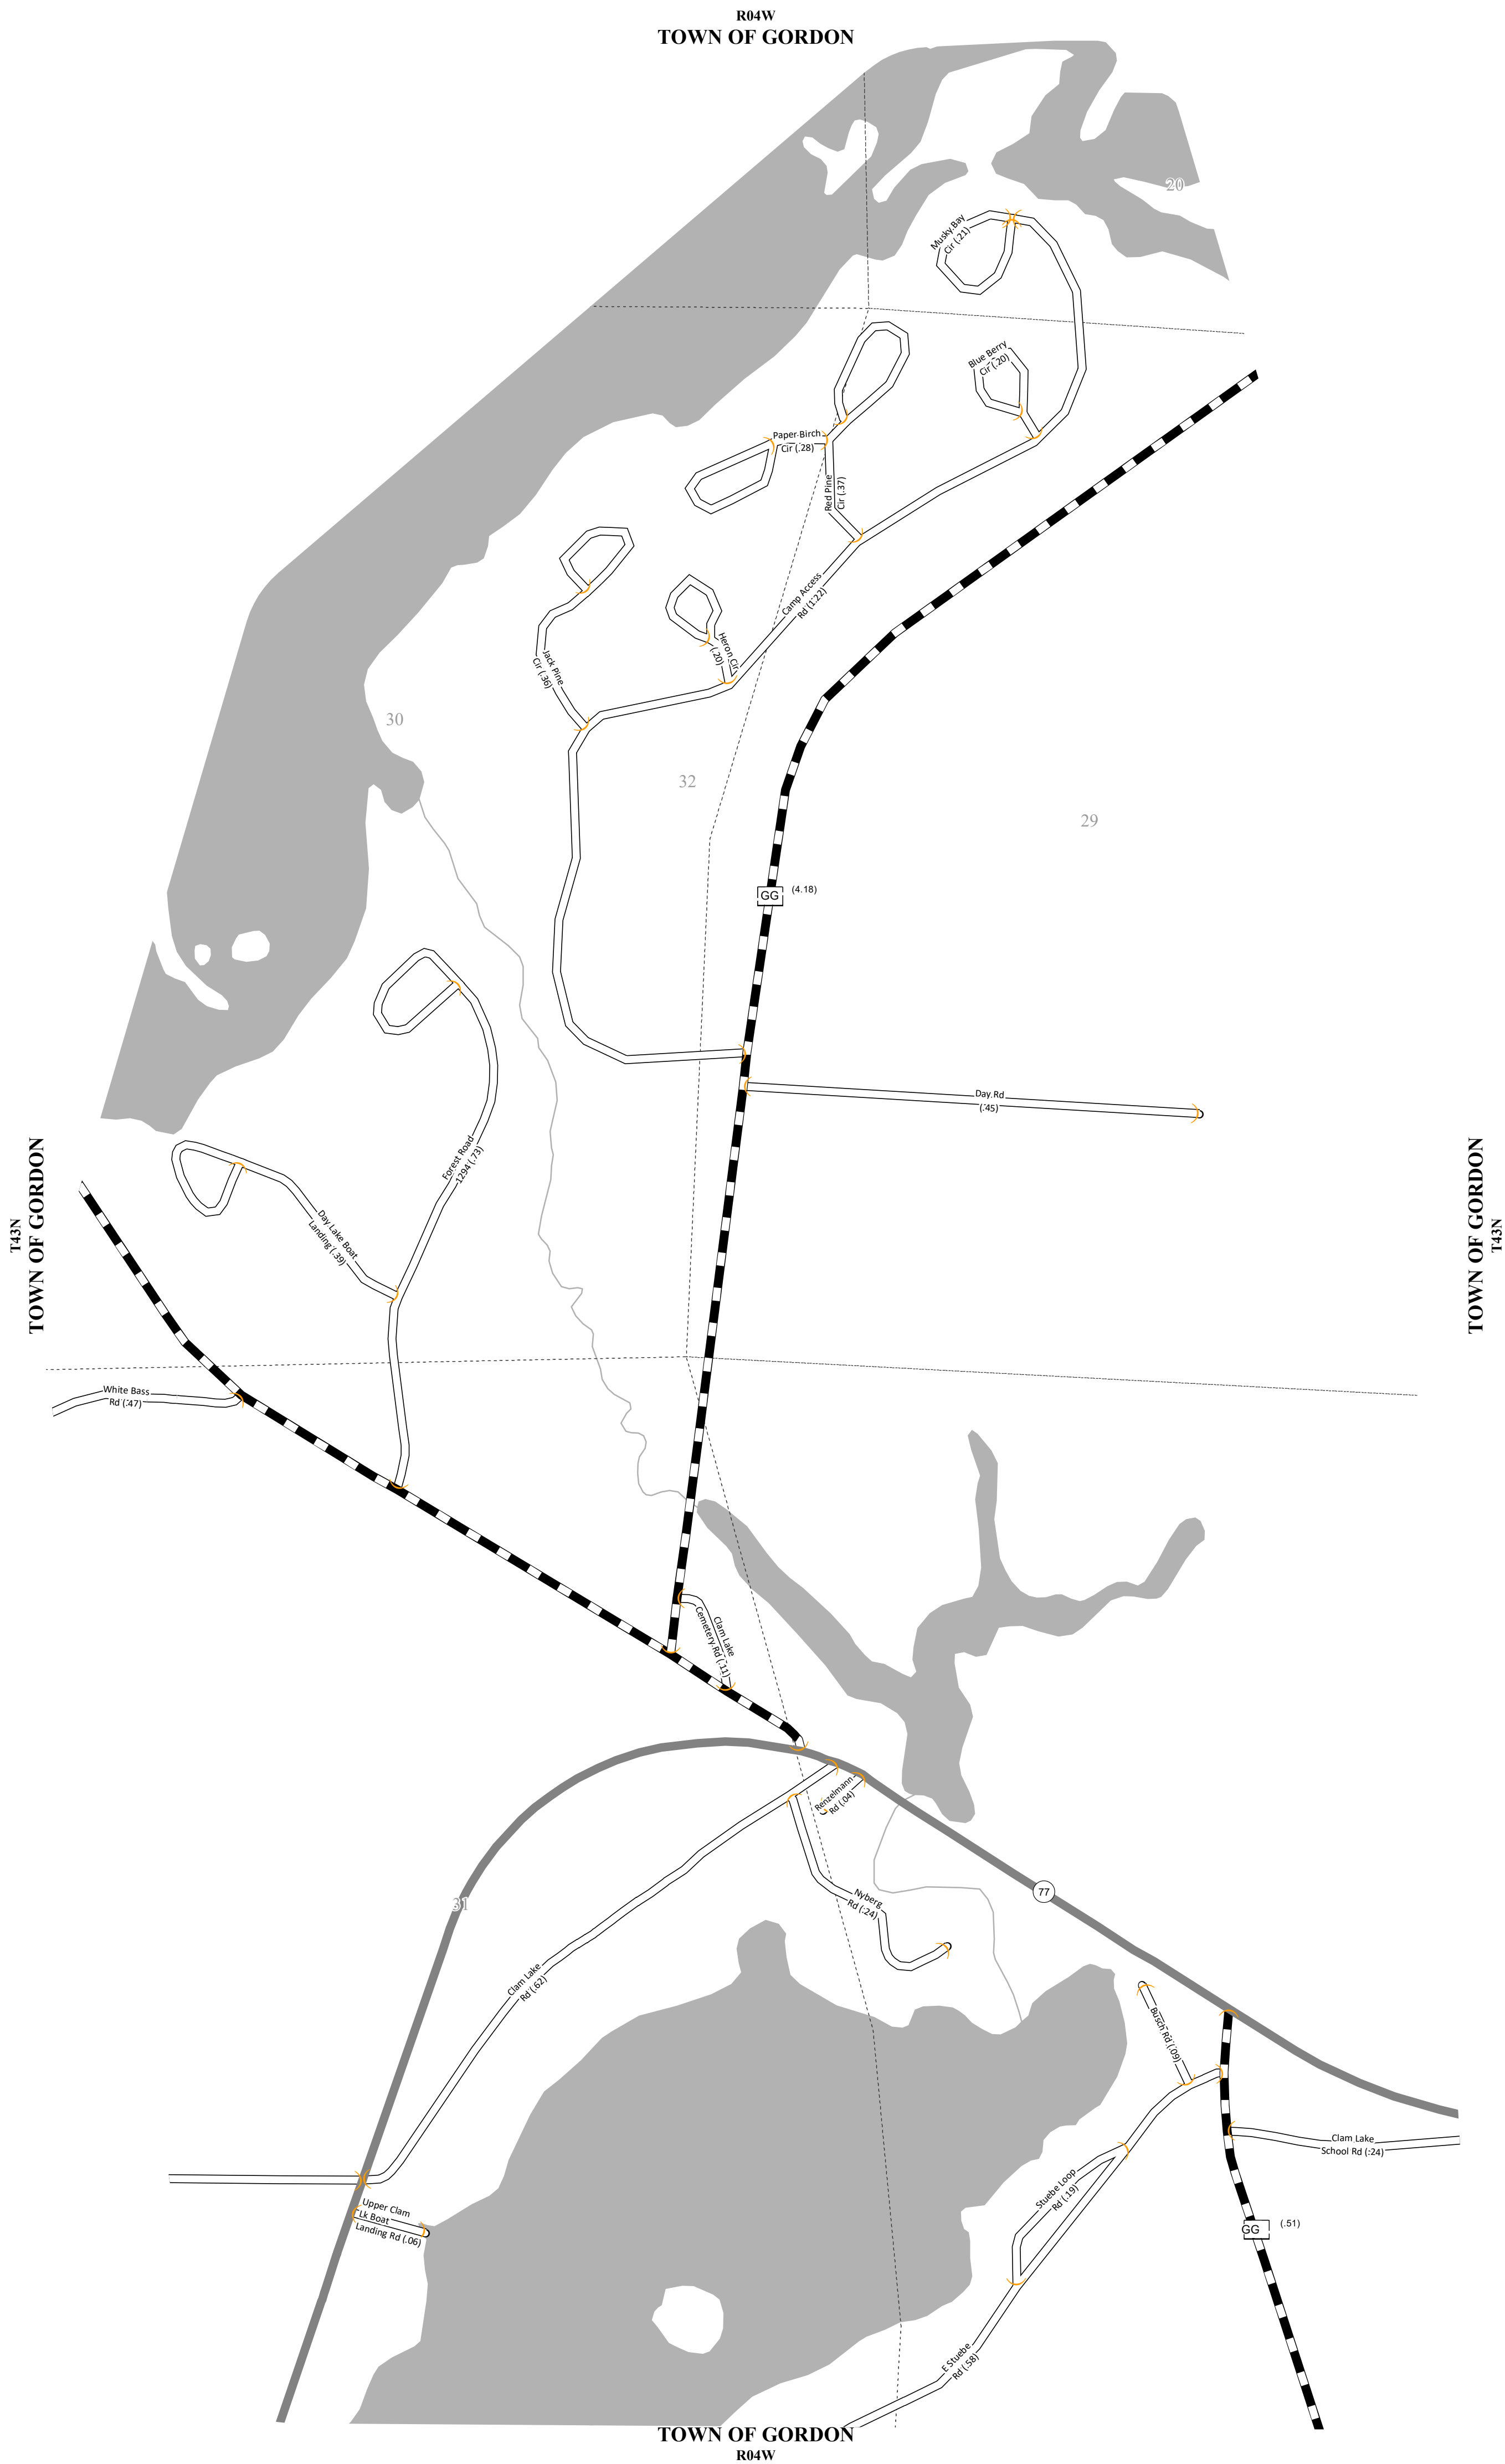 R04W
TOWN OF GORDON
20
Musky Bay
Cir (.21)
Blue Berry
Cir (.20)
Paper Birch
Cir (.28)
Red Pine
Cir (.37)
Camp Access
Rd (1.22)
Heron Cir
(.20)
Jack Pine
Cir (.36)
30
32
29
GG
(4.18)
Day Rd
(.45)
Forest Road
1294 (.73)
Day Lake Boat
Landing (.39)
T43N
TOWN OF GORDON
TOWN OF GORDON
T43N
White Bass
Rd (.47)
Clam Lake
Cemetery Rd (.11)
Renzelmann
Rd (.04)
Nyberg
Rd (.24)
77
31
Clam Lake
Rd (.62)
Busch Rd (.09)
Clam Lake
School Rd (.24)
Stuebe Loop
Rd (.19)
Upper Clam
Lk Boat
Landing Rd (.06)
GG
(.51)
E Stuebe
Rd (.58)
TOWN OF GORDON
R04W